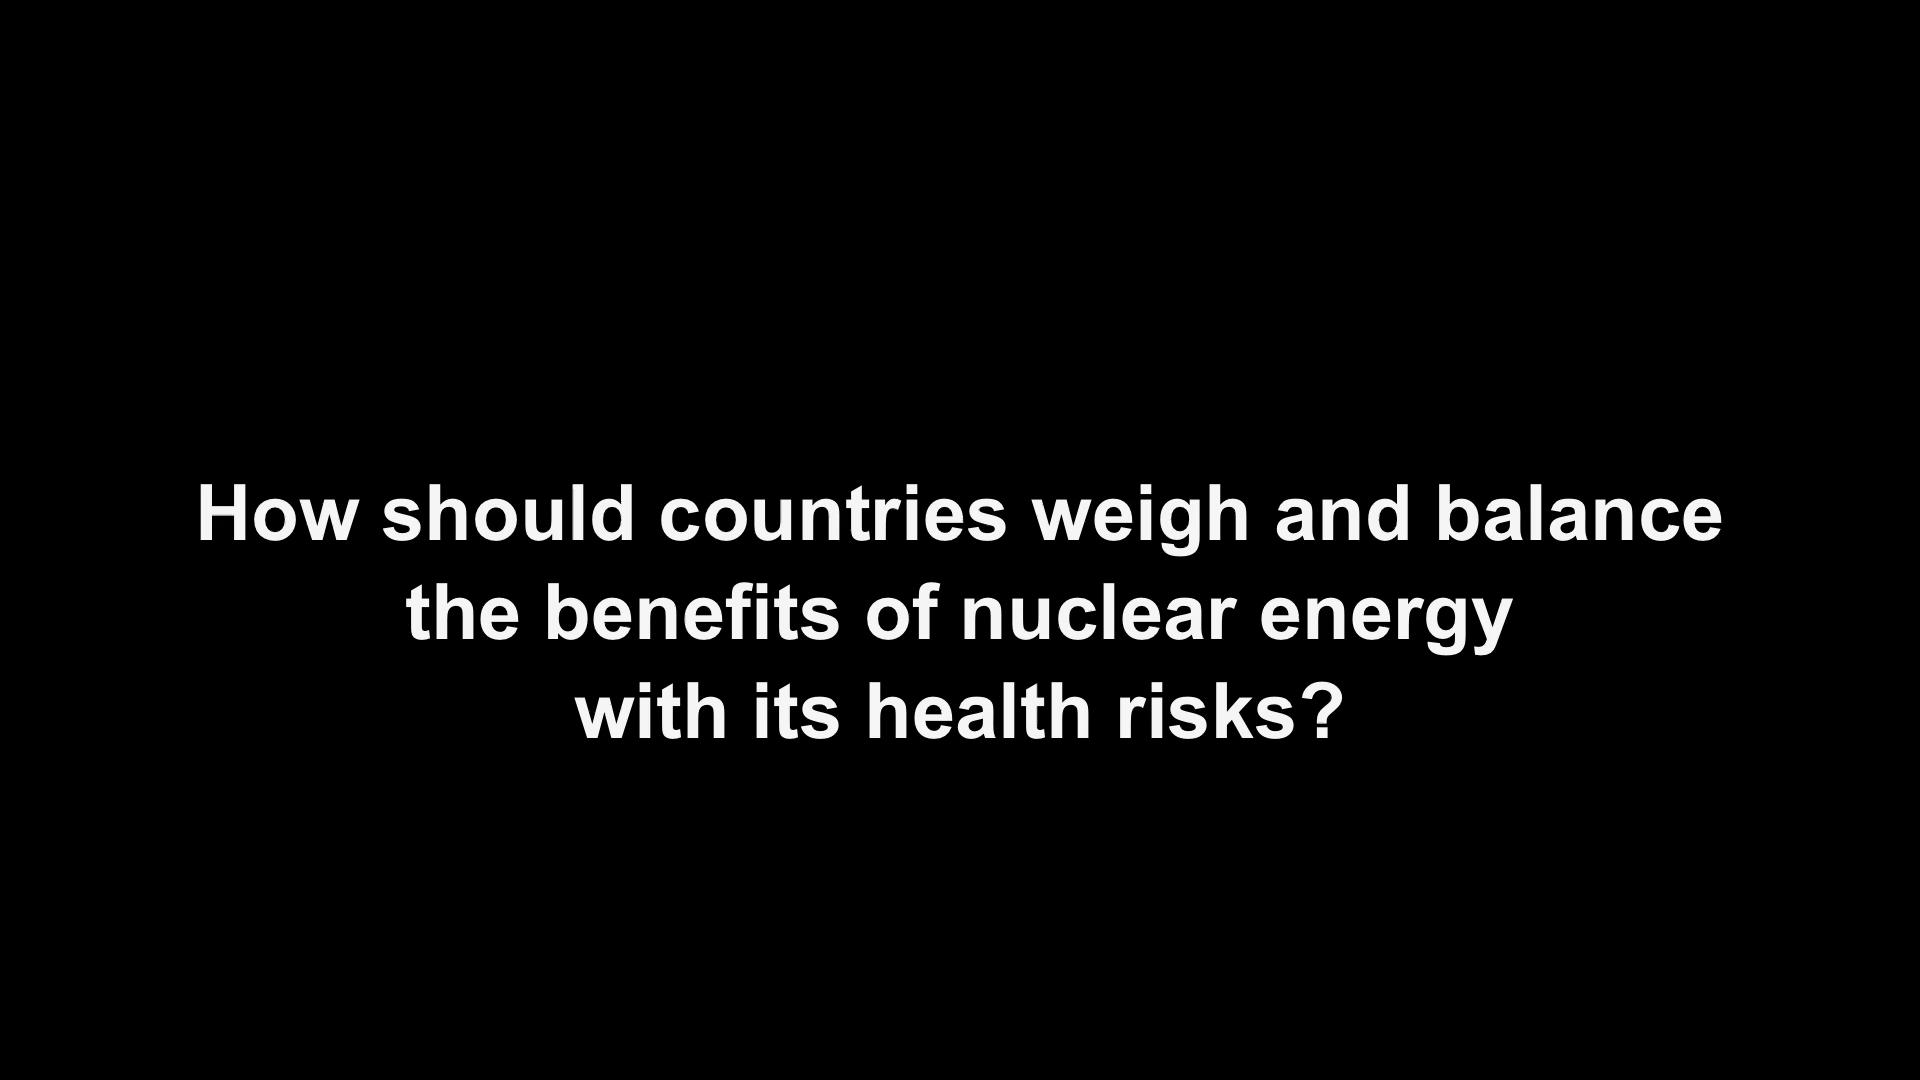 How should countries weigh and balance
the benefits of nuclear energy
with its health risks?